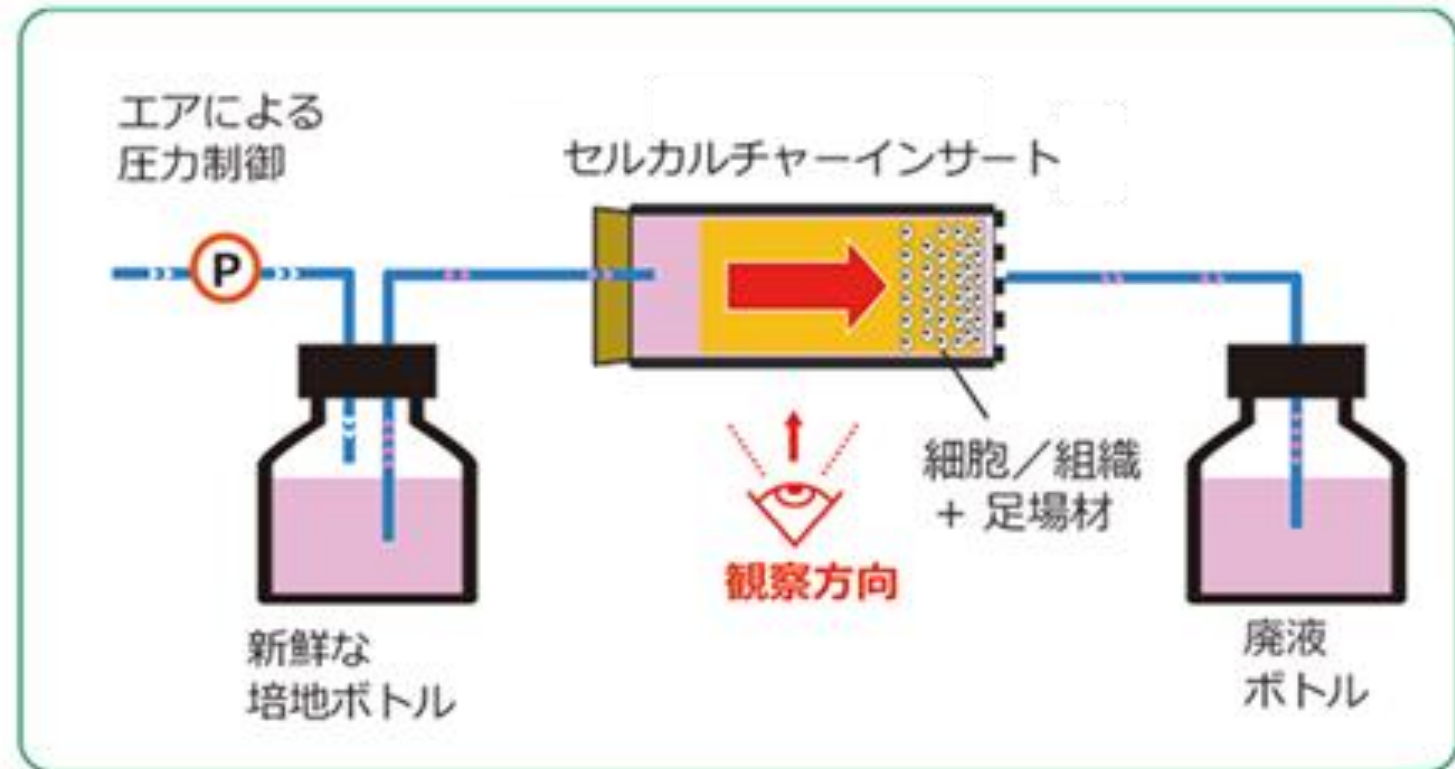 エアによる
圧力制御
セルカルチャーインサート
P
細胞／組織
+ 足場材
観察方向
新鮮な
培地ボトル
廃液
ボトル